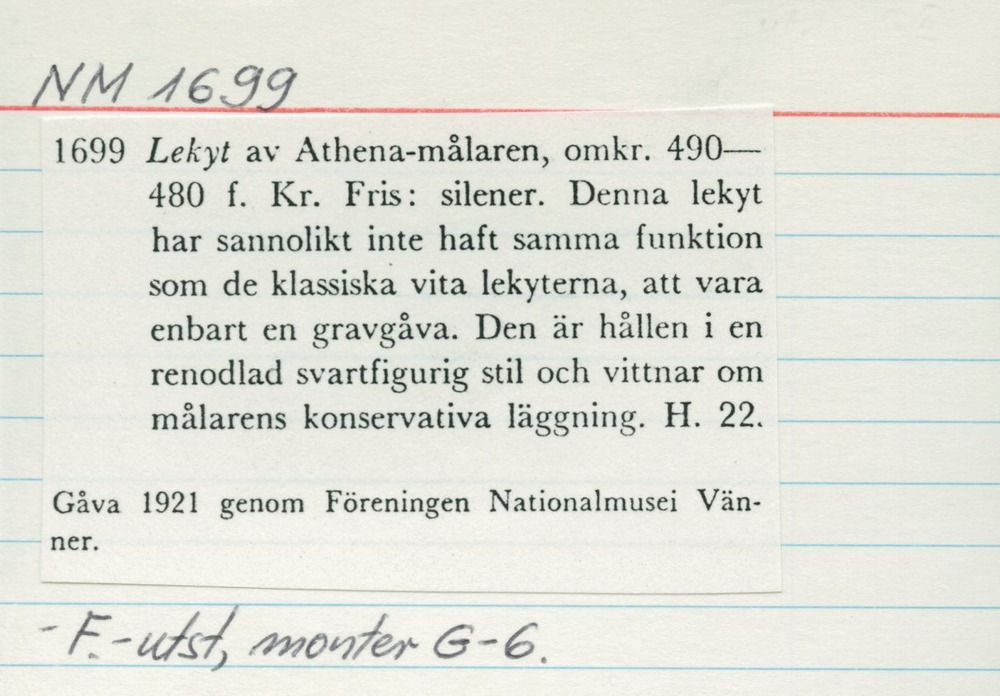 NM 1699
1699 Lekyt av Athena-målaren, omkr. 490—
480 f. Kr. Fris: silener. Denna lekyt
har sannolikt inte haft samma funktion
som de klassiska vita lekyterna, att vara
enbart en gravgåva. Den är hållen i en
renodlad svartfigurig stil och vittnar om
målarens konservativa läggning. H. 22.
Gåva 1921 genom Föreningen Nationalmusei Vän-
ner.
- F.-utst, monter G-6.